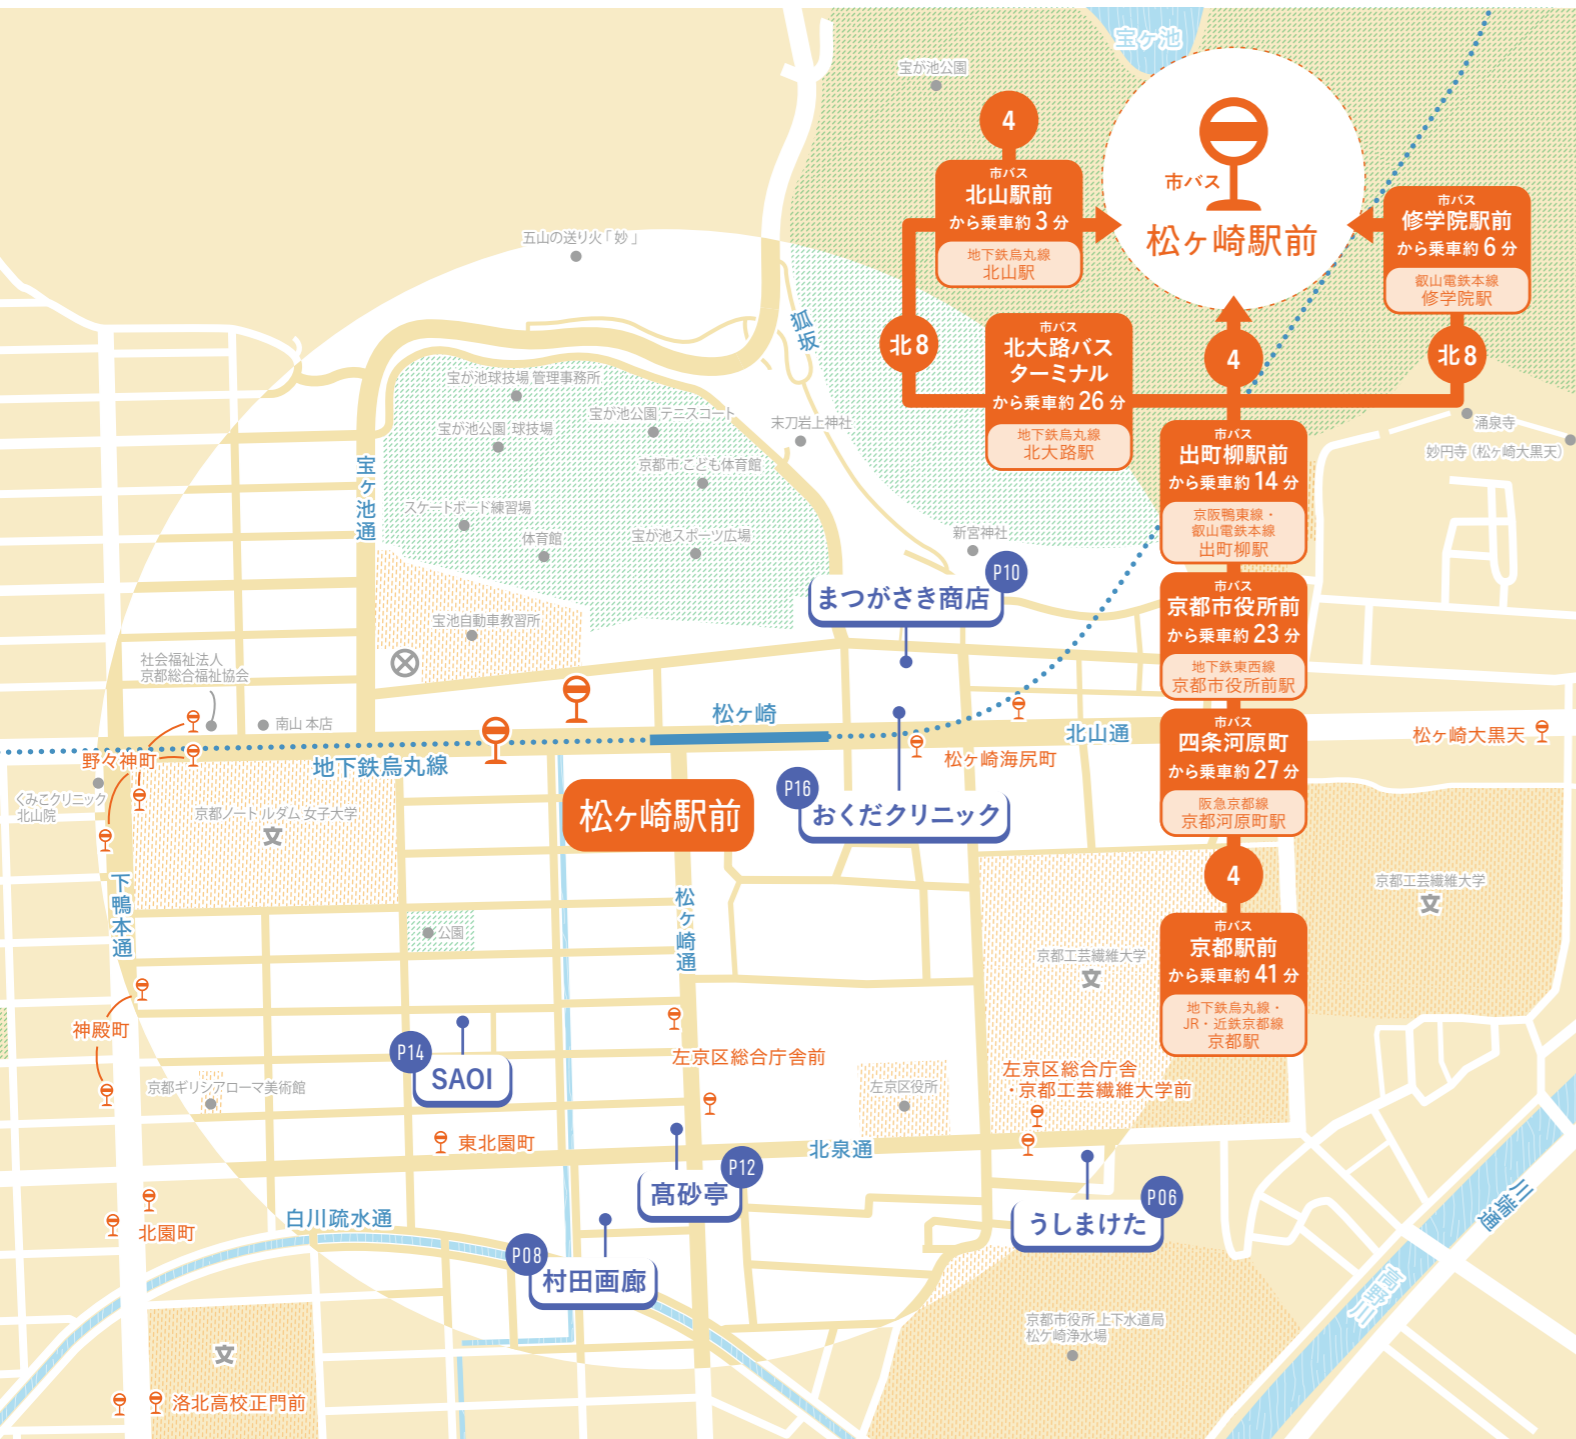 宝ヶ池
宝が池公園
4
市バス
北山駅前
から乗車約3分
地下鉄烏丸線
北山駅
市バス
松ヶ崎駅前
市バス
修学院駅前
から乗車約6分
叡山電鉄本線
修学院駅
五山の送り火「妙」
狐坂
北8
市バス
北大路バス
ターミナル
から乗車約26分
地下鉄烏丸線
北大路駅
4
北8
宝が池球技場 管理事務所
宝が池公園 テニスコート
宝が池公園 球技場
末刀岩上神社
涌泉寺
妙円寺(松ヶ崎大黒天)
市バス
出町柳駅前
から乗車約14分
京阪鴨東線・
叡山電鉄本線
出町柳駅
宝ヶ池通
京都市 こども体育館
スケートボード練習場
体育館
宝が池スポーツ広場
新宮神社
P10
まつがさき商店
市バス
京都市役所前
から乗車約23分
地下鉄東西線
京都市役所前駅
宝池自動車教習所
社会福祉法人
京都総合福祉協会
南山 本店
松ヶ崎
北山通
松ヶ崎大黒天
市バス
四条河原町
から乗車約27分
阪急京都線
京都河原町駅
野々神町
地下鉄烏丸線
松ヶ崎海尻町
くみこクリニック
北山院
京都ノートルダム女子大学
文
松ヶ崎駅前
P16
おくだクリニック
4
下鴨本通
松ヶ崎通
公園
京都工芸繊維大学
文
京都工芸繊維大学
文
市バス
京都駅前
から乗車約41分
地下鉄烏丸線・
JR・近鉄京都線
京都駅
神殿町
P14
SAOI
左京区総合庁舎前
左京区総合庁舎
・京都工芸繊維大学前
京都ギリシアローマ美術館
左京区役所
東北園町
北泉通
P12
髙砂亭
P06
うしまけた
川端通
北園町
白川疏水通
P08
村田画廊
高野川
京都市役所 上下水道局
松ケ崎浄水場
文
洛北高校正門前